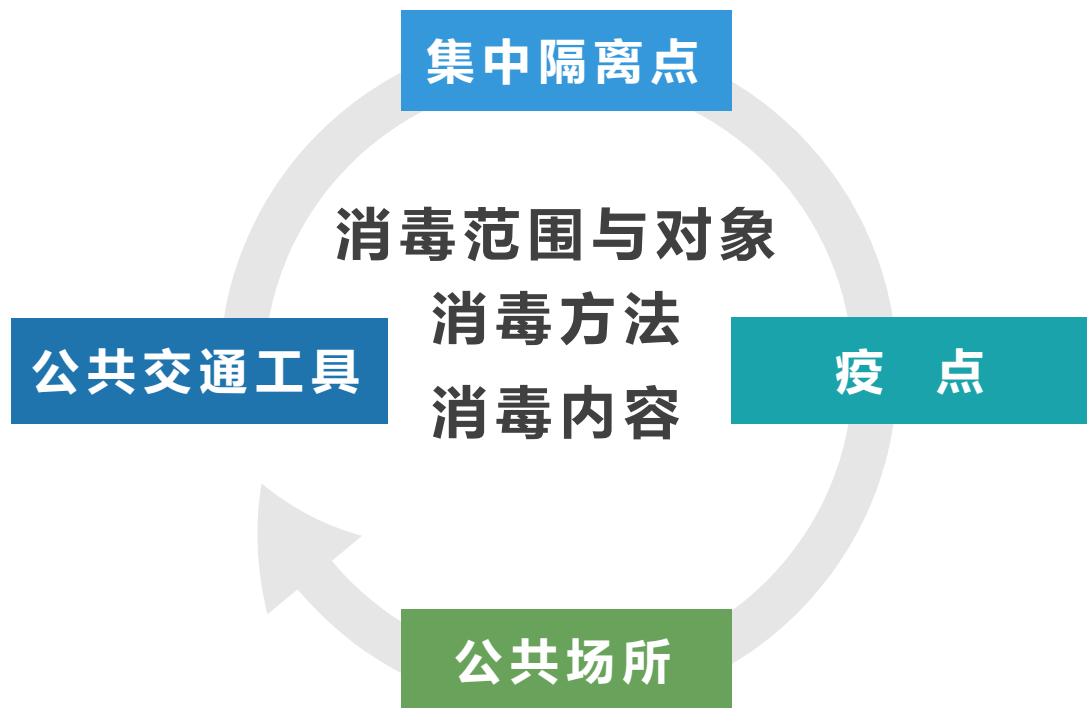 集中隔离点
消毒范围与对象
消毒方法
公共交通工具
疫 点
消毒内容
公共场所